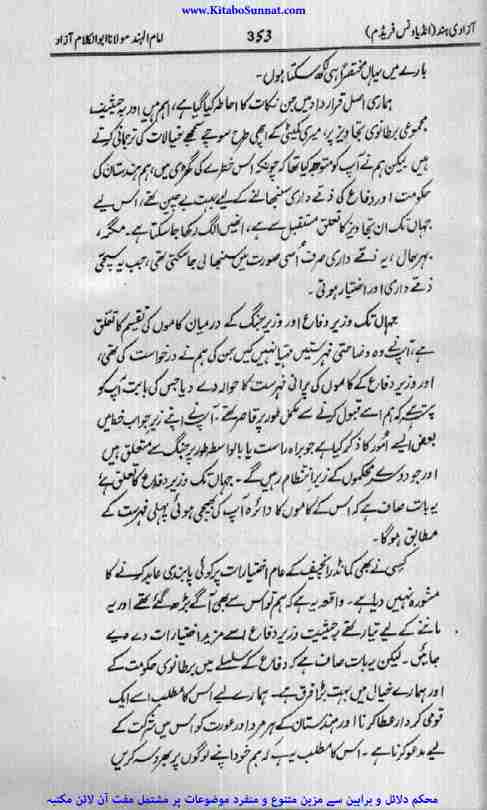 www.KitaboSunnat.com
آزادی ہند (انڈیا ونس فریڈم)
353
امام الہند مولانا ابوالکلام آزاد
بارے میں یہاں مختصراً ہی لکھ سکتا ہوں۔
ہماری اصل قرارداد میں جن نکات کا احاطہ کیا گیا ہے، اہم ہیں اور بہ حیثیت
مجموعی برطانوی تجاویز پر، میری کمیٹی کے اچھی طرح سوچے سمجھے خیالات کی ترجمانی کرتے
ہیں۔ لیکن ہم نے آپ کو متوجہ کیا تھا کہ چونکہ اس خطرے کی گھڑی میں، ہم ہندستان کی
حکومت اور دفاع کی ذمّے داری سنبھالنے کے لیے بہت بے چین تھے، اس لیے
جہاں تک ان تجاویز کا تعلق مستقبل سے ہے، انھیں الگ رکھا جا سکتا ہے۔ مگر،
بہرحال، یہ ذمّے داری صرف اُسی صورت میں سنبھالی جا سکتی تھی، جب یہ سچی
ذمّے داری اور اختیار ہوتی۔
جہاں تک وزیر دفاع اور وزیر جنگ کے درمیان کاموں کی تقسیم کا تعلق
ہے، آپ نے وہ وضاحتی فہرستیں مہیا نہیں کیں جن کی ہم نے درخواست کی تھی،
اور وزیر دفاع کے کاموں کی پرانی فہرست کا حوالہ دے دیا جس کی بابت آپ کو
پتہ ہے کہ ہم اسے قبول کرنے سے مکمل طور پر قاصر تھے۔ آپ نے اپنے زیر جواب خط میں
بعض ایسے امُور کا ذکر کیا ہے جو براہ راست یا بالواسطہ طور پر جنگ سے متعلق ہیں
اور جو دوسرے محکموں کے زیر انتظام رہیں گے۔ جہاں تک وزیر دفاع کا تعلق ہے،
یہ بات صاف ہے کہ اس کے کاموں کا دائرہ آپ کی بھیجی ہوئی پہلی فہرست کے
مطابق ہوگا۔
کسی نے بھی کمانڈر انچیف کے عام اختیارات پر کوئی پابندی عاید کرنے کا
مشورہ نہیں دیا ہے۔ واقعہ یہ ہے کہ ہم تو اس سے بھی آگے بڑھ گئے تھے اور یہ
ماننے کے لیے تیار تھے کہ بحیثیت وزیر دفاع اسے مزید اختیارات دے دیے
جائیں۔ لیکن یہ بات صاف ہے کہ دفاع کے سلسلے میں برطانوی حکومت کے
اور ہمارے خیال میں بہت بڑا فرق ہے۔ ہمارے لیے اس کا مطلب اسے ایک
قومی کردار عطا کرنا اور ہندستان کے ہر مرد اور عورت کو اس میں شرکت کے
لیے مدعو کرنا ہے۔ اس کا مطلب یہ ہے کہ ہم خود اپنے لوگوں پر بھروسہ کریں
محکم دلائل و براہین سے مزین متنوع و منفرد موضوعات پر مشتمل مفت آن لائن مکتبہ